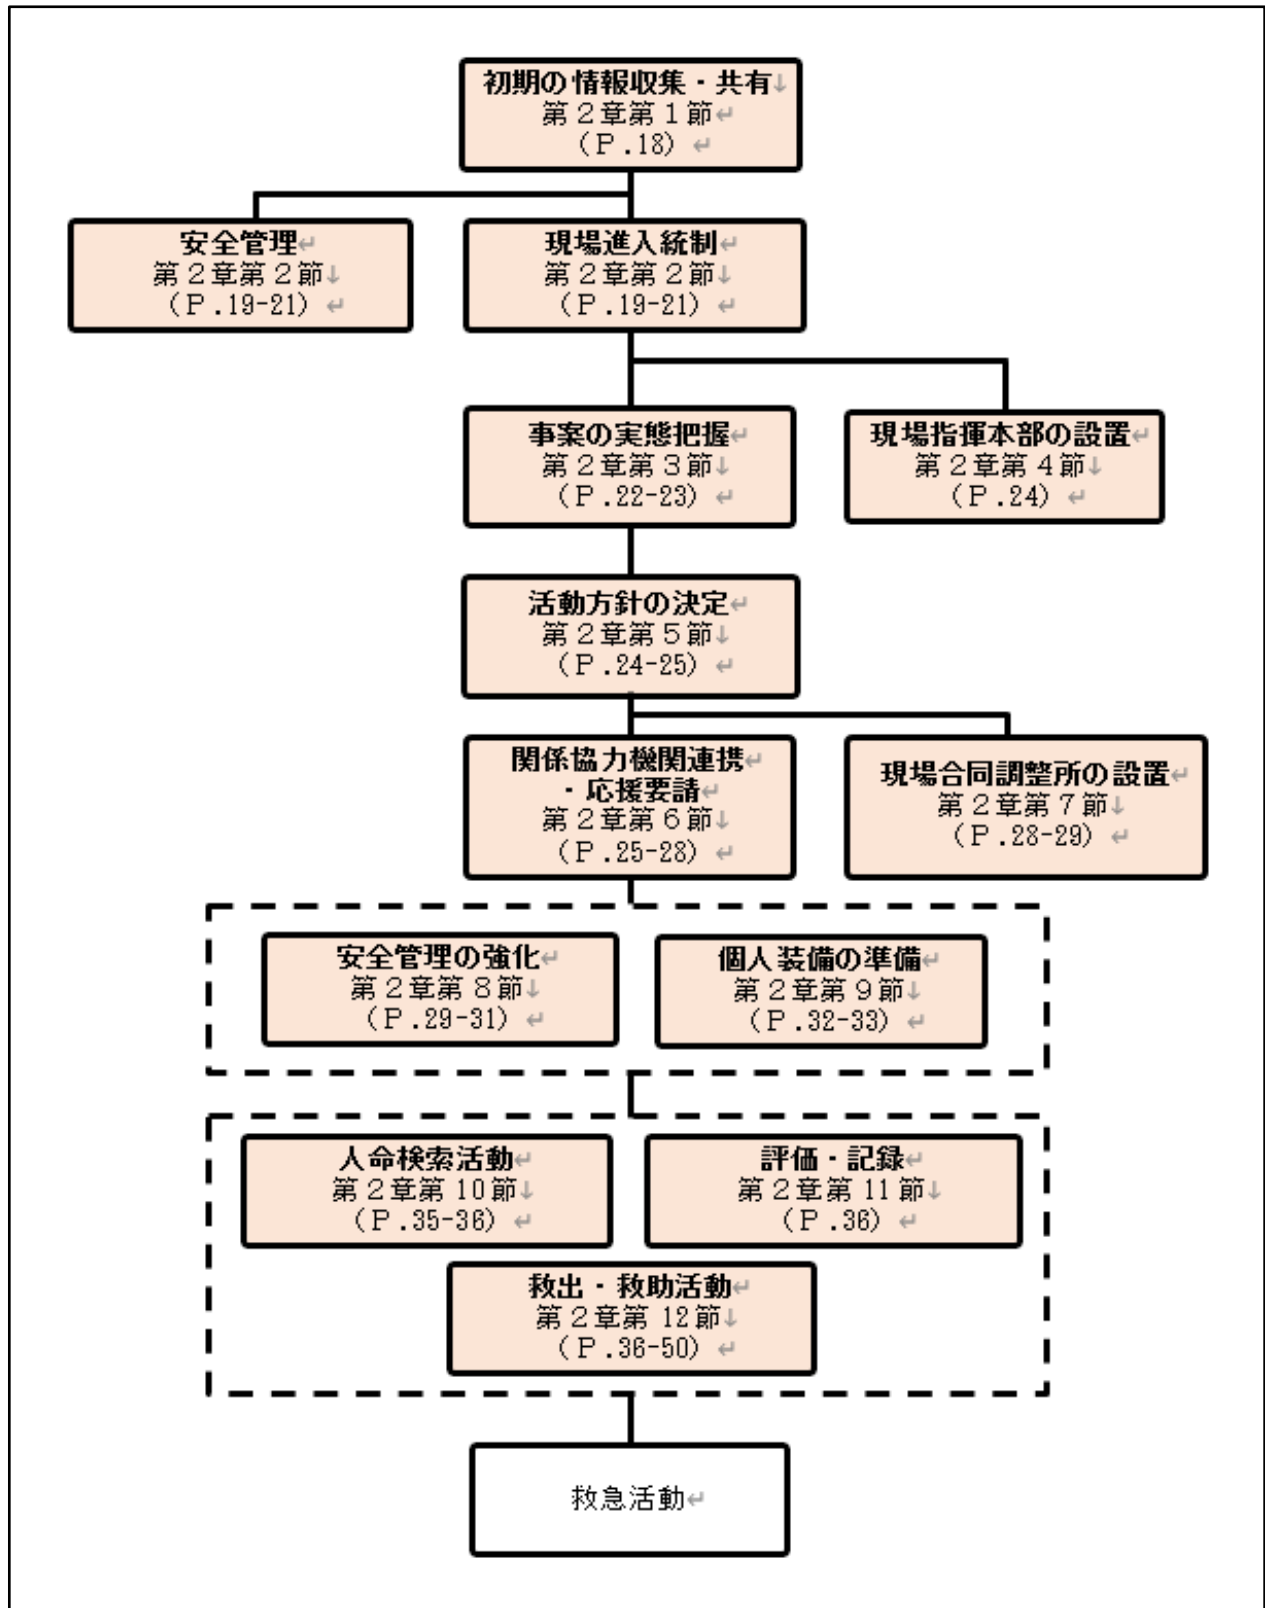 初期の情報収集・共有↓
第２章第１節↵
（Ｐ.18）↵
安全管理↵
第２章第２節↓
（Ｐ.19-21）↵
現場進入統制↵
第２章第２節↓
（Ｐ.19-21）↵
事案の実態把握↵
第２章第３節↓
（Ｐ.22-23）↵
現場指揮本部の設置↵
第２章第４節↓
（Ｐ.24）↵
活動方針の決定↵
第２章第５節↓
（Ｐ.24-25）↵
関係協力機関連携↵
・応援要請↵
第２章第６節↓
（Ｐ.25-28）↵
現場合同調整所の設置↵
第２章第７節↓
（Ｐ.28-29）↵
安全管理の強化↵
第２章第８節↓
（Ｐ.29-31）↵
個人装備の準備↵
第２章第９節↓
（Ｐ.32-33）↵
人命検索活動↵
第２章第10節↓
（Ｐ.35-36）↵
評価・記録↵
第２章第11節↓
（Ｐ.36）↵
救出・救助活動↵
第２章第12節↓
（Ｐ.36-50）↵
救急活動↵